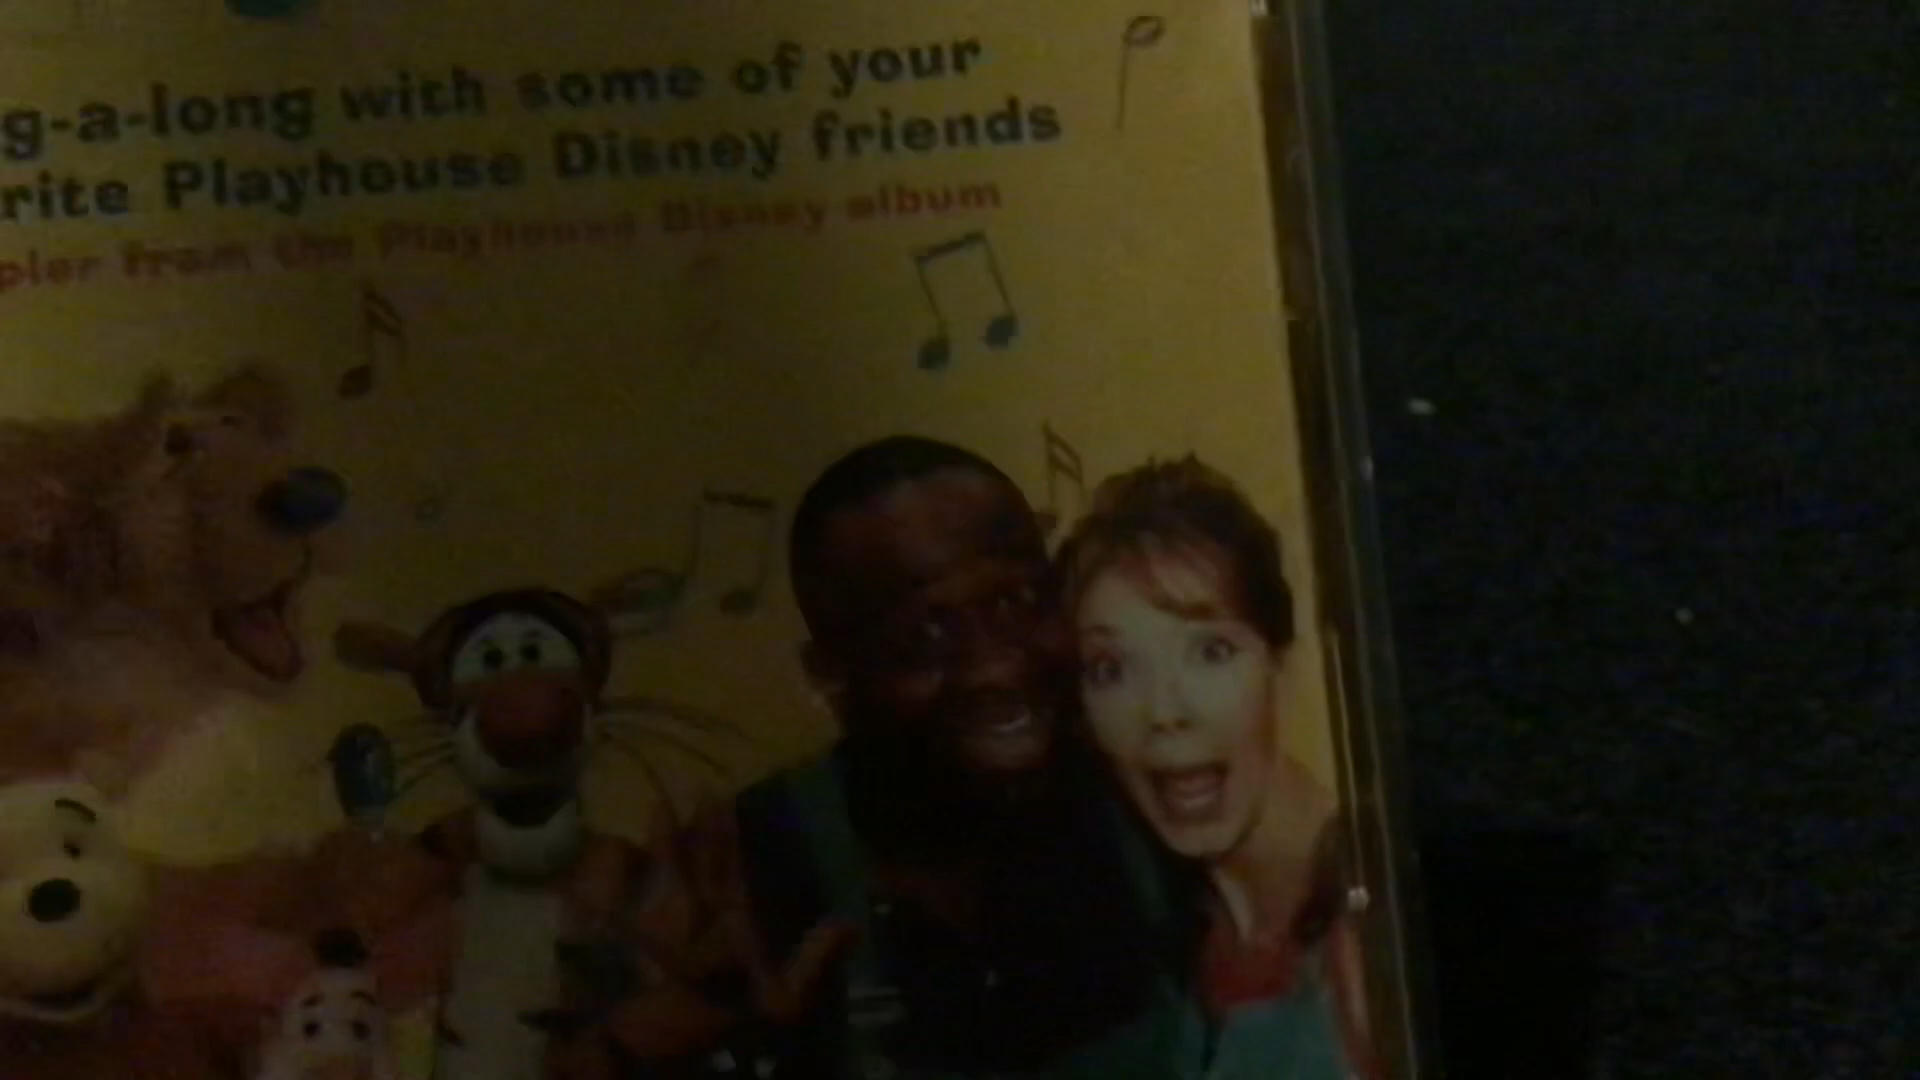 g-a-long with some of your
rite Playhouse Disney friends
pler from the Playhouse Disney album